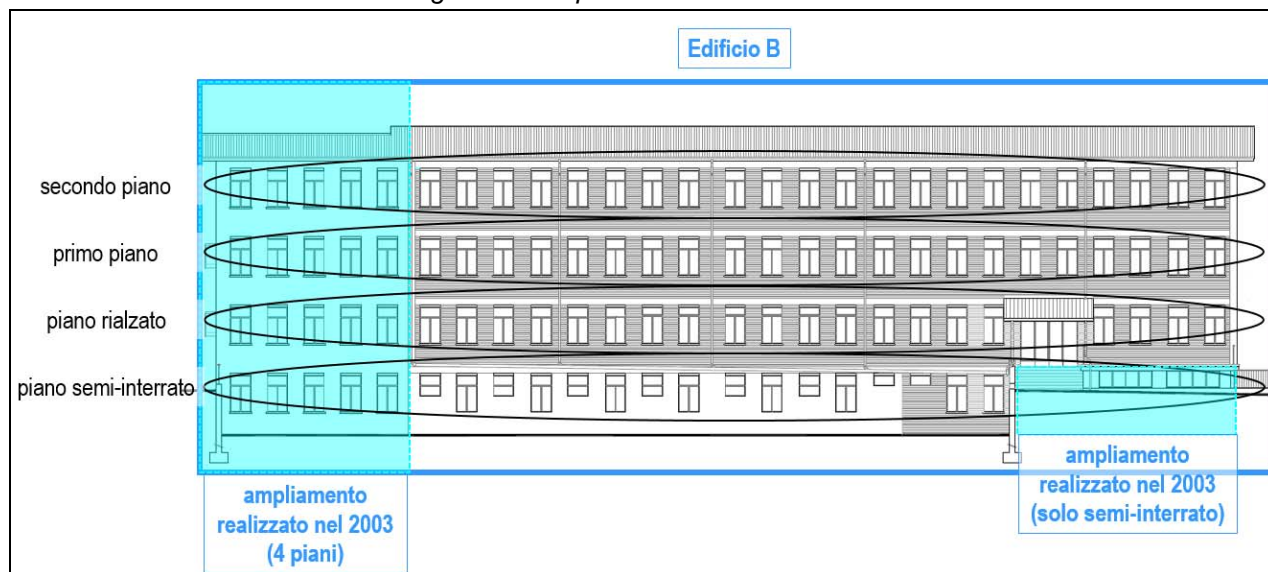 Edificio B
secondo piano
primo piano
piano rialzato
piano semi-interrato
ampliamento
realizzato nel 2003
(4 piani)
ampliamento
realizzato nel 2003
(solo semi-interrato)